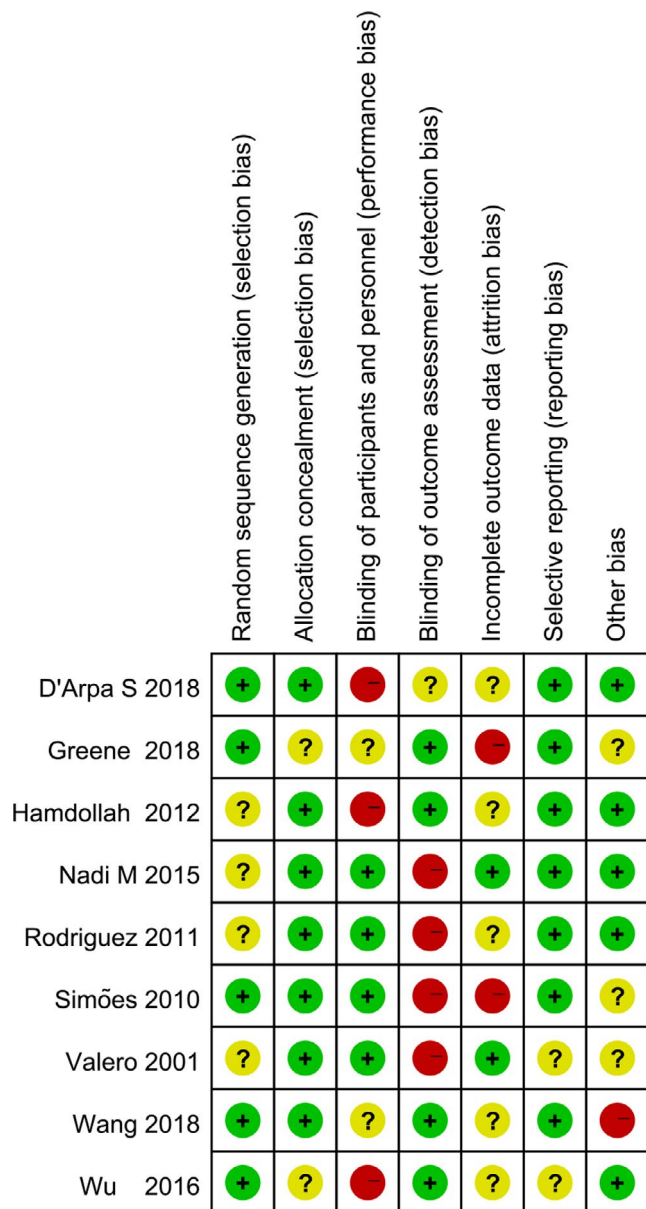 Random sequence generation (selection bias)
Allocation concealment (selection bias)
Blinding of participants and personnel (performance bias)
Blinding of outcome assessment (detection bias)
Incomplete outcome data (attrition bias)
Selective reporting (reporting bias)
Other bias
D'Arpa S 2018 + + − ? ? + +
Greene 2018 + ? ? + − + ?
Hamdollah 2012 ? + − + ? + +
Nadi M 2015 ? + + − + + +
Rodriguez 2011 ? + + − ? + +
Simões 2010 + + + − − + ?
Valero 2001 ? + + − + ? ?
Wang 2018 + + ? + ? + −
Wu 2016 + ? − + ? ? +